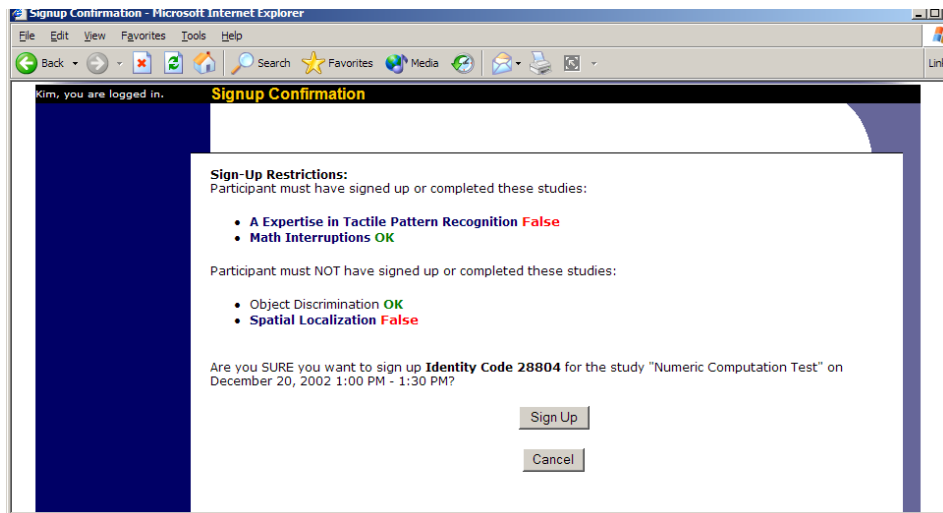 Signup Confirmation - Microsoft Internet Explorer
File Edit View Favorites Tools Help
Back Search Favorites Media
Kim, you are logged in. Signup Confirmation
Sign-Up Restrictions:
Participant must have signed up or completed these studies:
• A Expertise in Tactile Pattern Recognition False
• Math Interruptions OK
Participant must NOT have signed up or completed these studies:
• Object Discrimination OK
• Spatial Localization False
Are you SURE you want to sign up Identity Code 28804 for the study "Numeric Computation Test" on
December 20, 2002 1:00 PM - 1:30 PM?
Sign Up
Cancel